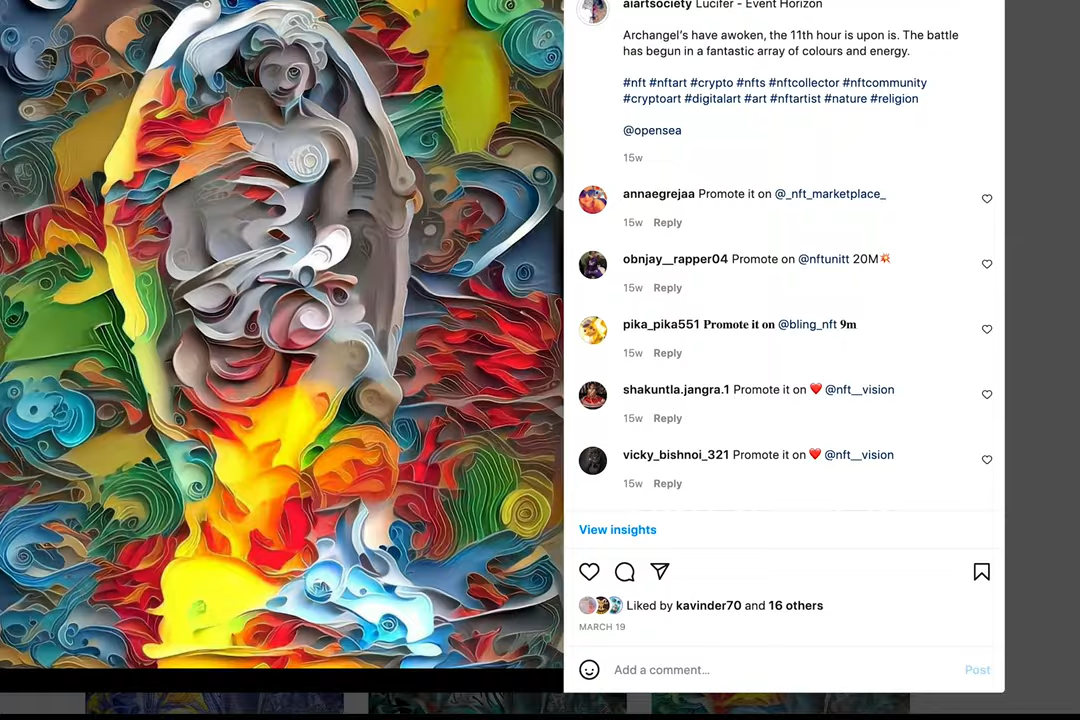 aiartsociety Lucifer - Event Horizon
Archangel's have awoken, the 11th hour is upon is. The battle
has begun in a fantastic array of colours and energy.
#nft #nftart #crypto #nfts #nftcollector #nftcommunity
#cryptoart #digitalart #art #nftartist #nature #religion
@opensea
15w
annaegrejaa Promote it on @_nft_marketplace_
15w Reply
obnjay__rapper04 Promote on @nftunitt 20M💥
15w Reply
pika_pika551 Promote it on @bling_nft 9m
15w Reply
shakuntla.jangra.1 Promote it on ❤️ @nft__vision
15w Reply
vicky_bishnoi_321 Promote it on ❤️ @nft__vision
15w Reply
View insights
Liked by kavinder70 and 16 others
MARCH 19
Add a comment...
Post